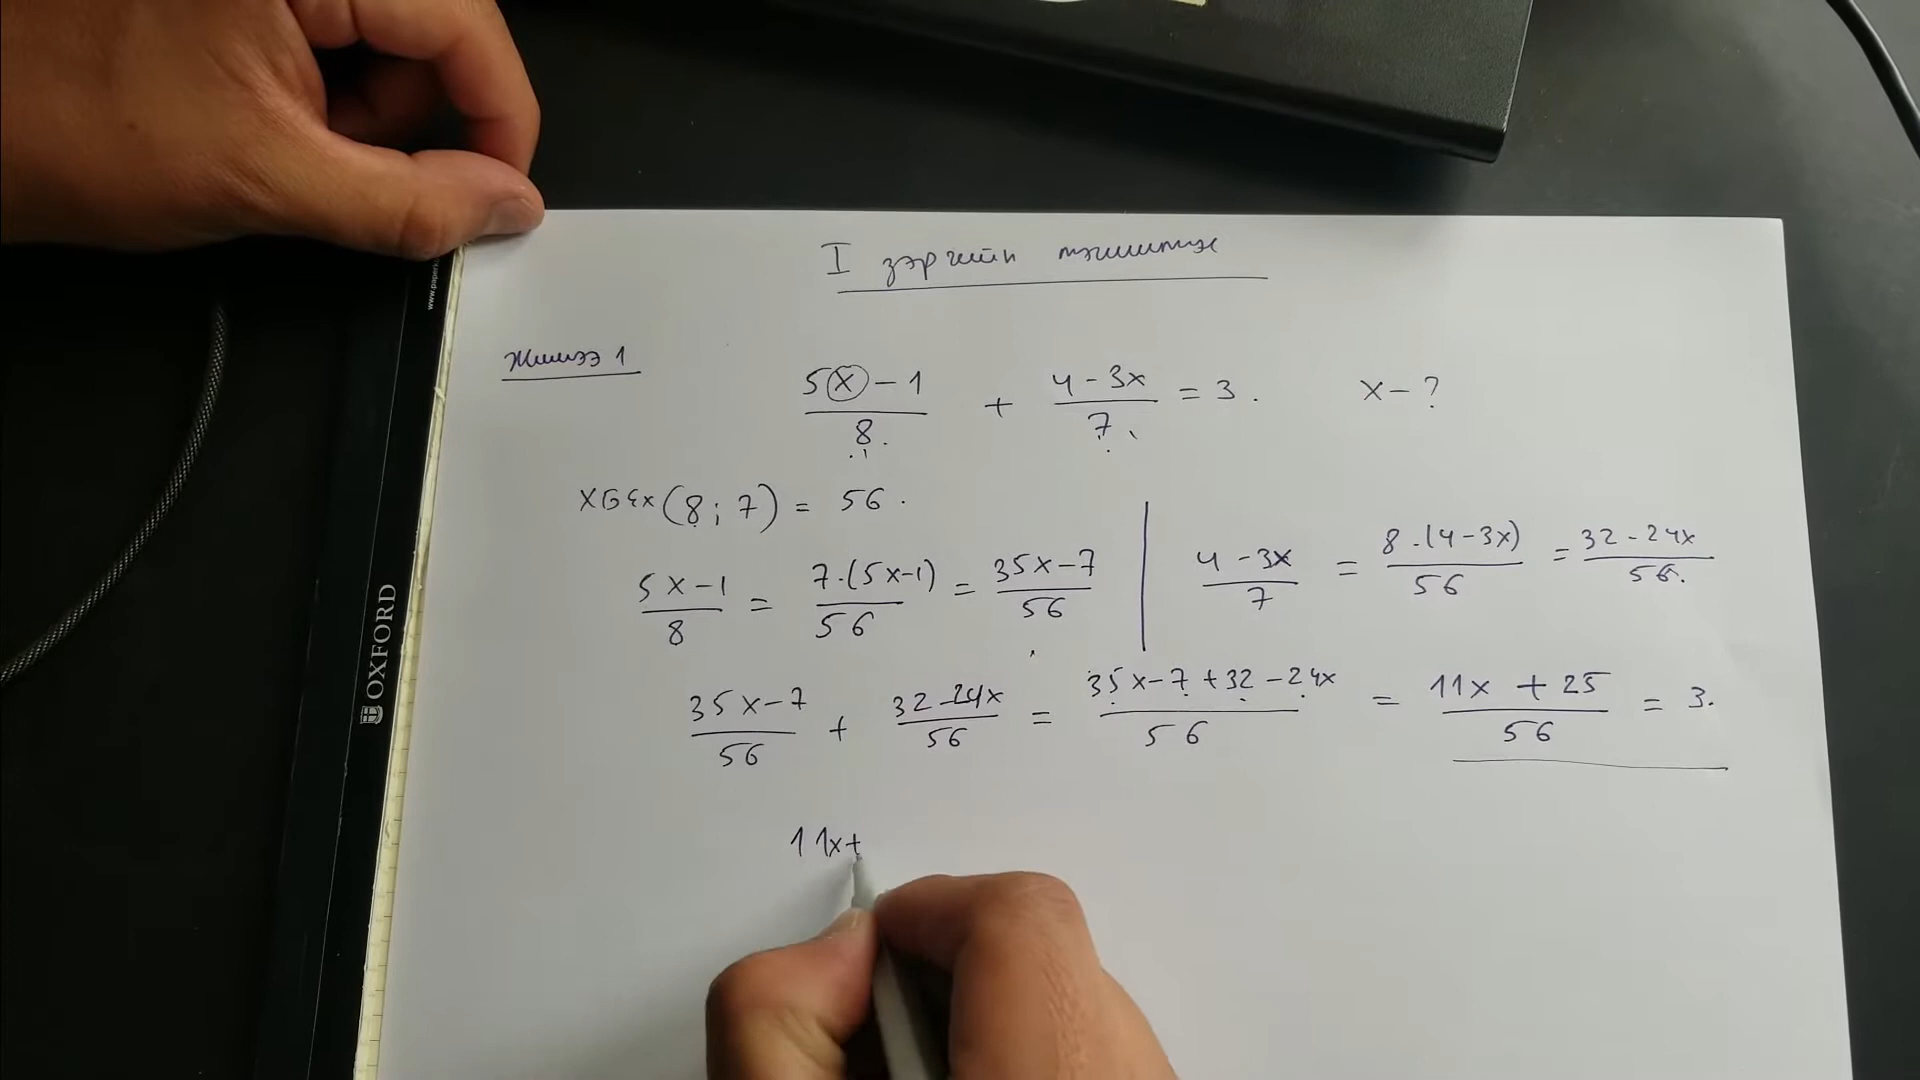 I зэргийн тэгшитгэл
Жишээ 1
5x-1/8 + 4-3x/7 = 3. x-?
ХБЕХ(8;7) = 56.
5x-1/8 = 7.(5x-1)/56 = 35x-7/56
4-3x/7 = 8.(4-3x)/56 = 32-24x/56.
35x-7/56 + 32-24x/56 = 35x-7+32-24x/56 = 11x+25/56 = 3.
11x+
OXFORD